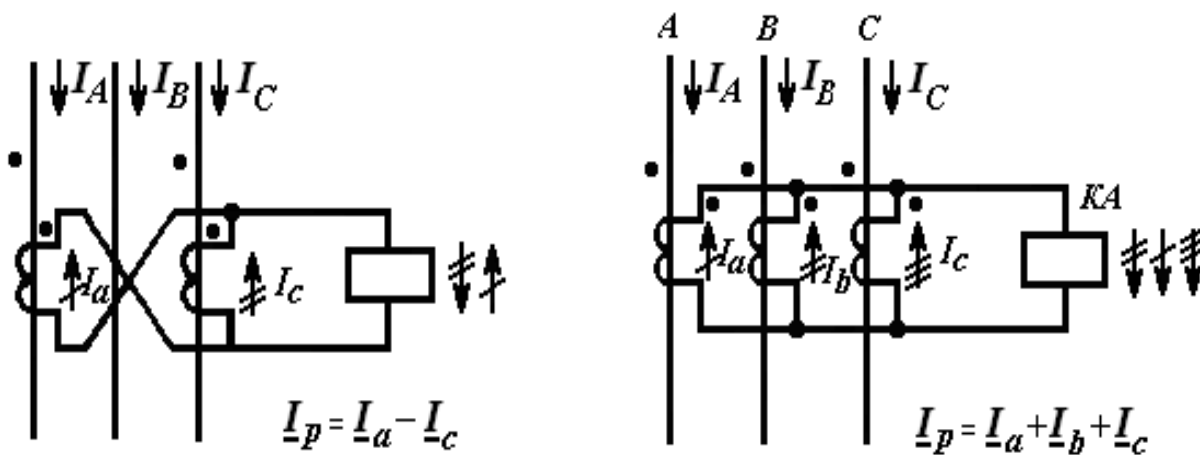 I_A I_B I_C
I_a I_c
I_p = I_a − I_c
A B C
I_A I_B I_C
KA
I_a I_b I_c
I_p = I_a + I_b + I_c